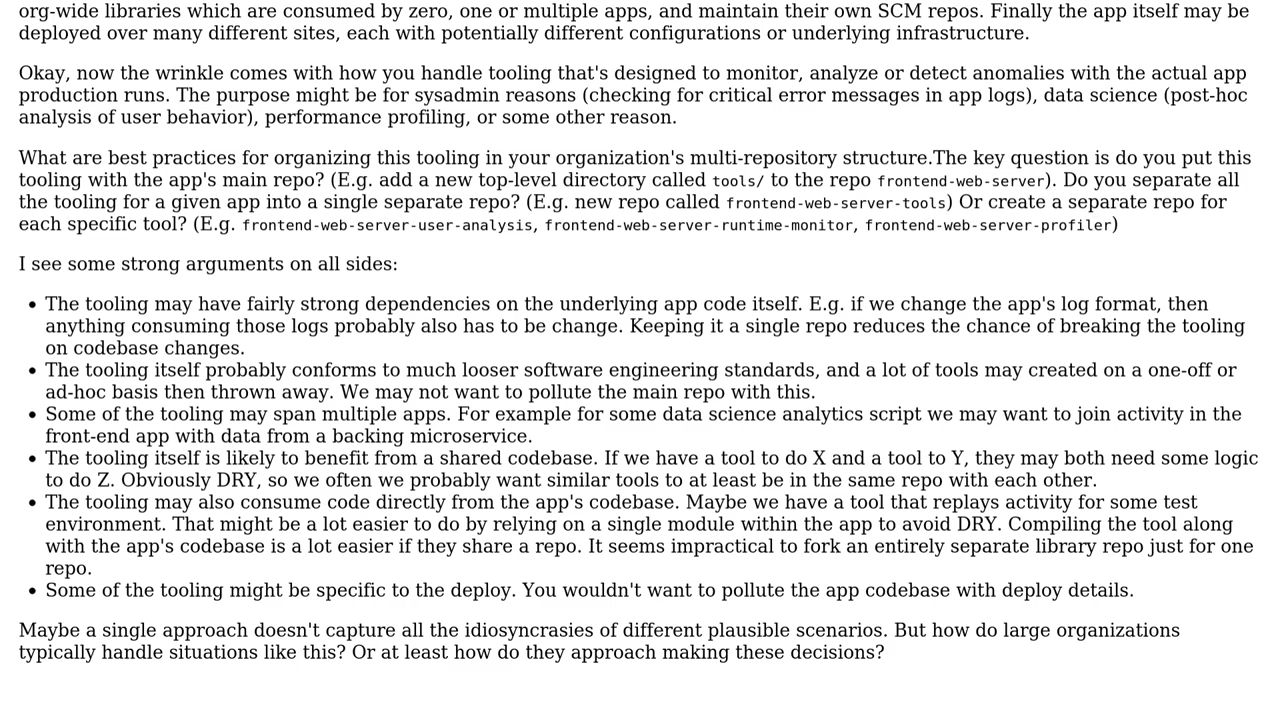 org-wide libraries which are consumed by zero, one or multiple apps, and maintain their own SCM repos. Finally the app itself may be
deployed over many different sites, each with potentially different configurations or underlying infrastructure.
Okay, now the wrinkle comes with how you handle tooling that's designed to monitor, analyze or detect anomalies with the actual app
production runs. The purpose might be for sysadmin reasons (checking for critical error messages in app logs), data science (post-hoc
analysis of user behavior), performance profiling, or some other reason.
What are best practices for organizing this tooling in your organization's multi-repository structure.The key question is do you put this
tooling with the app's main repo? (E.g. add a new top-level directory called tools/ to the repo frontend-web-server). Do you separate all
the tooling for a given app into a single separate repo? (E.g. new repo called frontend-web-server-tools) Or create a separate repo for
each specific tool? (E.g. frontend-web-server-user-analysis, frontend-web-server-runtime-monitor, frontend-web-server-profiler)
I see some strong arguments on all sides:
• The tooling may have fairly strong dependencies on the underlying app code itself. E.g. if we change the app's log format, then
anything consuming those logs probably also has to be change. Keeping it a single repo reduces the chance of breaking the tooling
on codebase changes.
• The tooling itself probably conforms to much looser software engineering standards, and a lot of tools may created on a one-off or
ad-hoc basis then thrown away. We may not want to pollute the main repo with this.
• Some of the tooling may span multiple apps. For example for some data science analytics script we may want to join activity in the
front-end app with data from a backing microservice.
• The tooling itself is likely to benefit from a shared codebase. If we have a tool to do X and a tool to Y, they may both need some logic
to do Z. Obviously DRY, so we often we probably want similar tools to at least be in the same repo with each other.
• The tooling may also consume code directly from the app's codebase. Maybe we have a tool that replays activity for some test
environment. That might be a lot easier to do by relying on a single module within the app to avoid DRY. Compiling the tool along
with the app's codebase is a lot easier if they share a repo. It seems impractical to fork an entirely separate library repo just for one
repo.
• Some of the tooling might be specific to the deploy. You wouldn't want to pollute the app codebase with deploy details.
Maybe a single approach doesn't capture all the idiosyncrasies of different plausible scenarios. But how do large organizations
typically handle situations like this? Or at least how do they approach making these decisions?